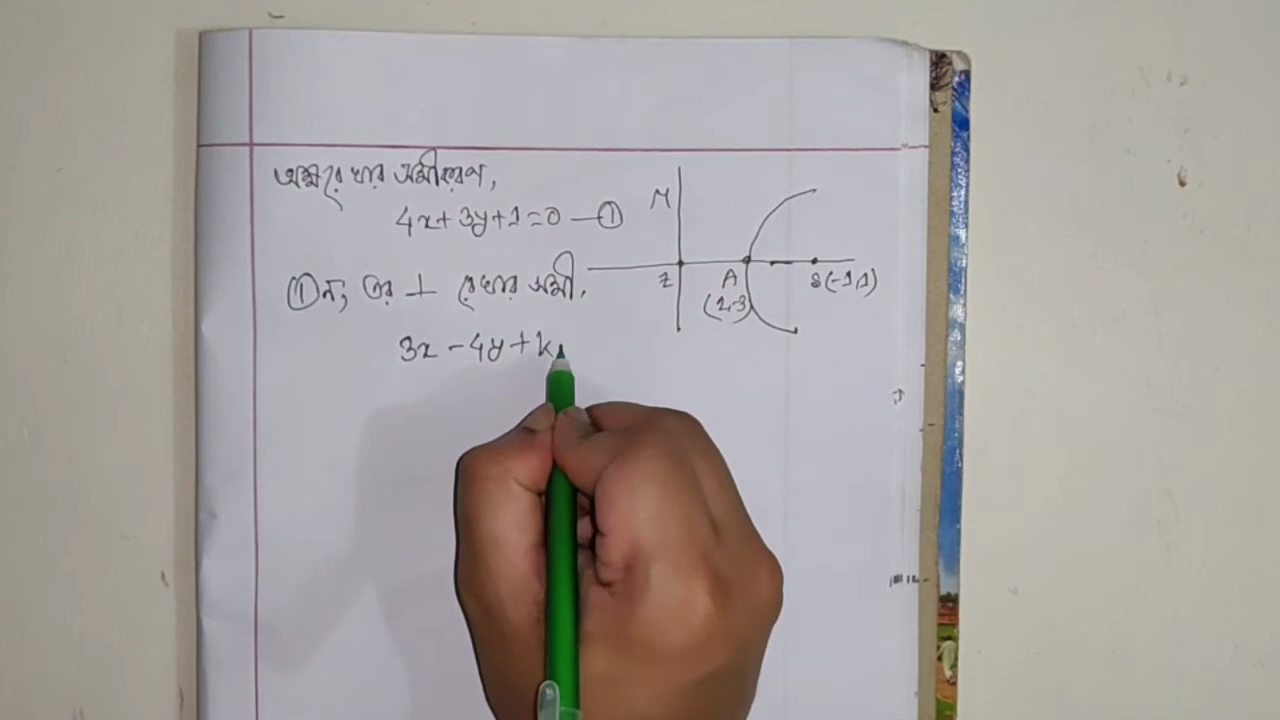 অক্ষরেখার সমীকরণ,
4x+3y+1=0 —①
①নং এর ⊥ রেখার সমী,
3x-4y+k
M
Z
A
(2,-3)
S(-1,1)